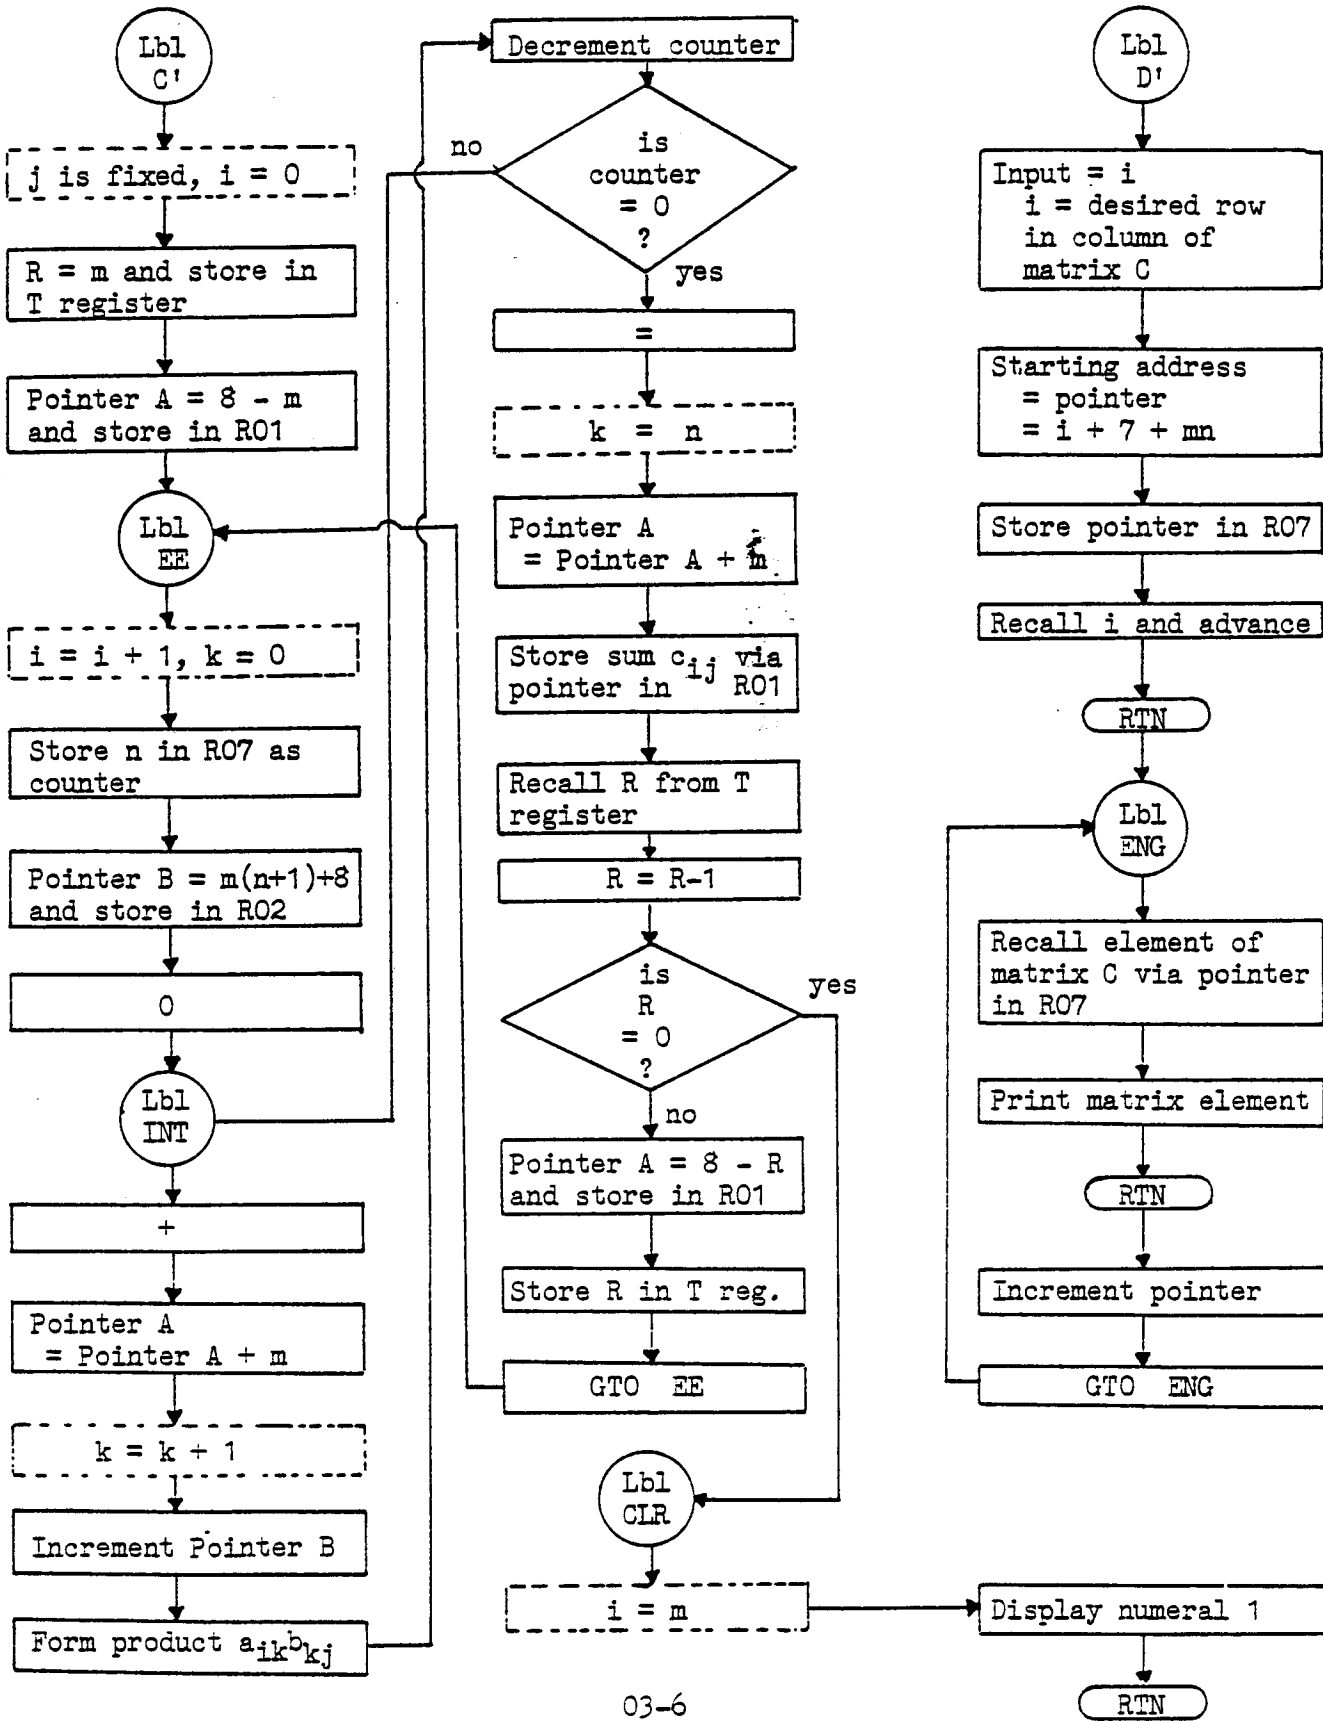 Lbl
C'
j is fixed, i = 0
R = m and store in
T register
Pointer A = 8 - m
and store in R01
Lbl
EE
i = i + 1, k = 0
Store n in R07 as
counter
Pointer B = m(n+1)+8
and store in R02
0
Lbl
INT
+
Pointer A
= Pointer A + m
k = k + 1
Increment Pointer B
Form product aikbkj
Decrement counter
is
counter
= 0
?
no
yes
=
k = n
Pointer A
= Pointer A + m
Store sum cij via
pointer in R01
Recall R from T
register
R = R-1
is
R
= 0
?
yes
no
Pointer A = 8 - R
and store in R01
Store R in T reg.
GTO EE
Lbl
CLR
i = m
Lbl
D'
Input = i
i = desired row
in column of
matrix C
Starting address
= pointer
= i + 7 + mn
Store pointer in R07
Recall i and advance
RTN
Lbl
ENG
Recall element of
matrix C via pointer
in R07
Print matrix element
RTN
Increment pointer
GTO ENG
Display numeral 1
RTN
03-6